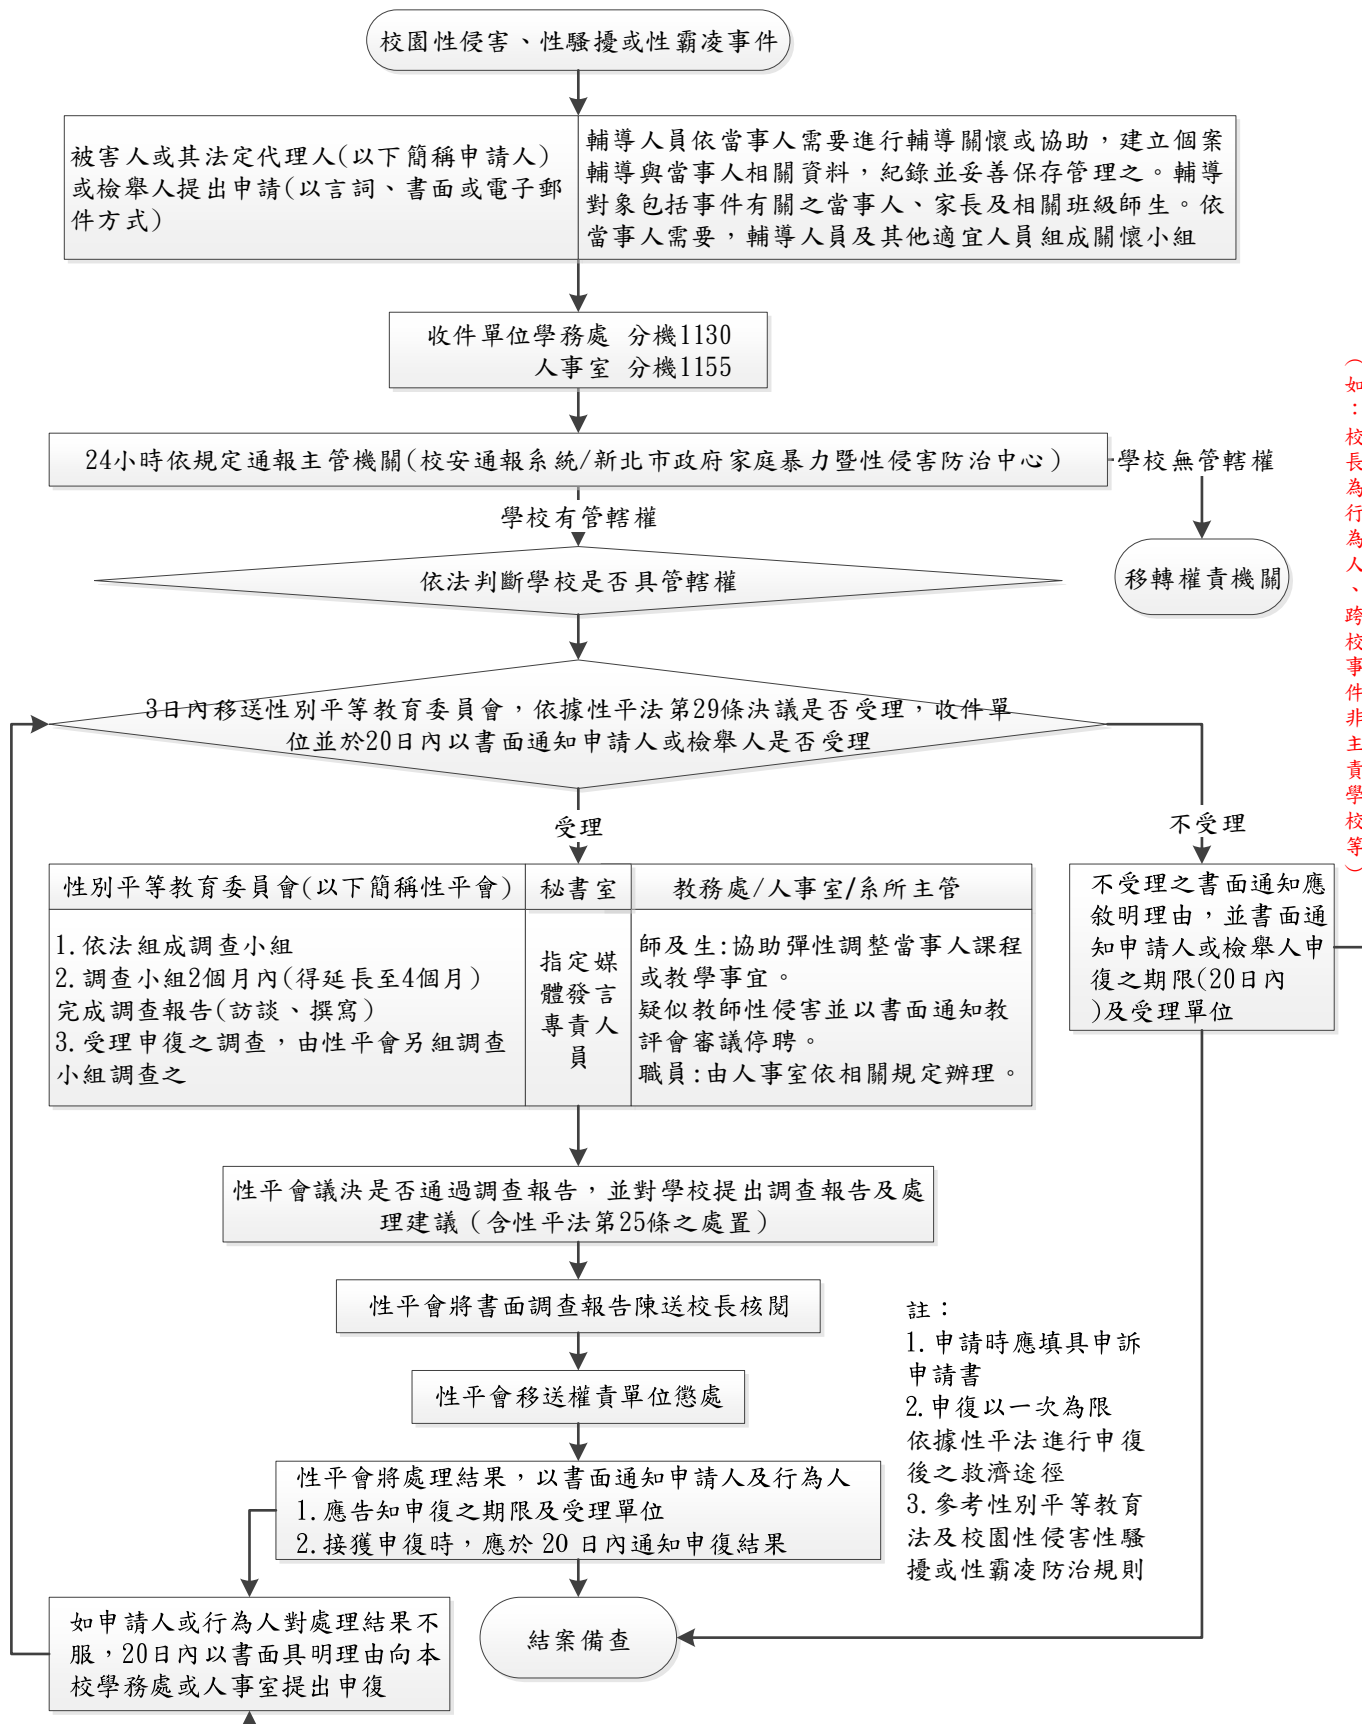 校園性侵害、性騷擾或性霸凌事件
被害人或其法定代理人(以下簡稱申請人)
或檢舉人提出申請(以言詞、書面或電子郵
件方式)
輔導人員依當事人需要進行輔導關懷或協助，建立個案
輔導與當事人相關資料，紀錄並妥善保存管理之。輔導
對象包括事件有關之當事人、家長及相關班級師生。依
當事人需要，輔導人員及其他適宜人員組成關懷小組
收件單位學務處 分機1130
人事室 分機1155
24小時依規定通報主管機關(校安通報系統/新北市政府家庭暴力暨性侵害防治中心)
學校無管轄權
(如：校長為行為人、跨校事件非主責學校等)
學校有管轄權
依法判斷學校是否具管轄權
移轉權責機關
3日內移送性別平等教育委員會，依據性平法第29條決議是否受理，收件單
位並於20日內以書面通知申請人或檢舉人是否受理
受理
不受理
性別平等教育委員會(以下簡稱性平會)
1.依法組成調查小組
2.調查小組2個月內(得延長至4個月)
完成調查報告(訪談、撰寫)
3.受理申復之調查，由性平會另組調查
小組調查之
秘書室
指定媒
體發言
專責人
員
教務處/人事室/系所主管
師及生:協助彈性調整當事人課程
或教學事宜。
疑似教師性侵害並以書面通知教
評會審議停聘。
職員:由人事室依相關規定辦理。
不受理之書面通知應
敘明理由，並書面通
知申請人或檢舉人申
復之期限(20日內
)及受理單位
性平會議決是否通過調查報告，並對學校提出調查報告及處
理建議（含性平法第25條之處置）
性平會將書面調查報告陳送校長核閱
性平會移送權責單位懲處
性平會將處理結果，以書面通知申請人及行為人
1.應告知申復之期限及受理單位
2.接獲申復時，應於 20 日內通知申復結果
註：
1.申請時應填具申訴
申請書
2.申復以一次為限
依據性平法進行申復
後之救濟途徑
3.參考性別平等教育
法及校園性侵害性騷
擾或性霸凌防治規則
如申請人或行為人對處理結果不
服，20日內以書面具明理由向本
校學務處或人事室提出申復
結案備查